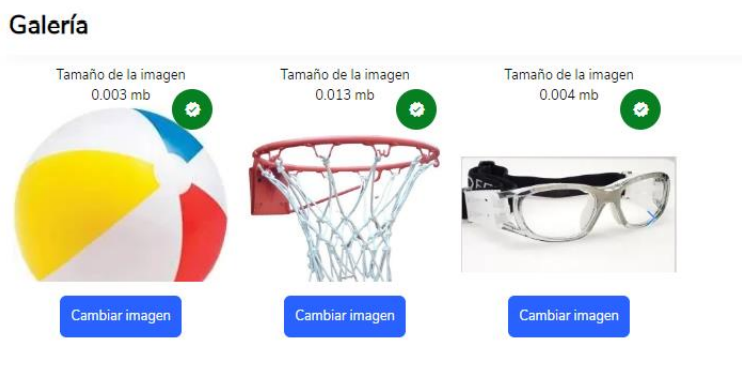 Galería
Tamaño de la imagen
0.003 mb
Tamaño de la imagen
0.013 mb
Tamaño de la imagen
0.004 mb
Cambiar imagen
Cambiar imagen
Cambiar imagen